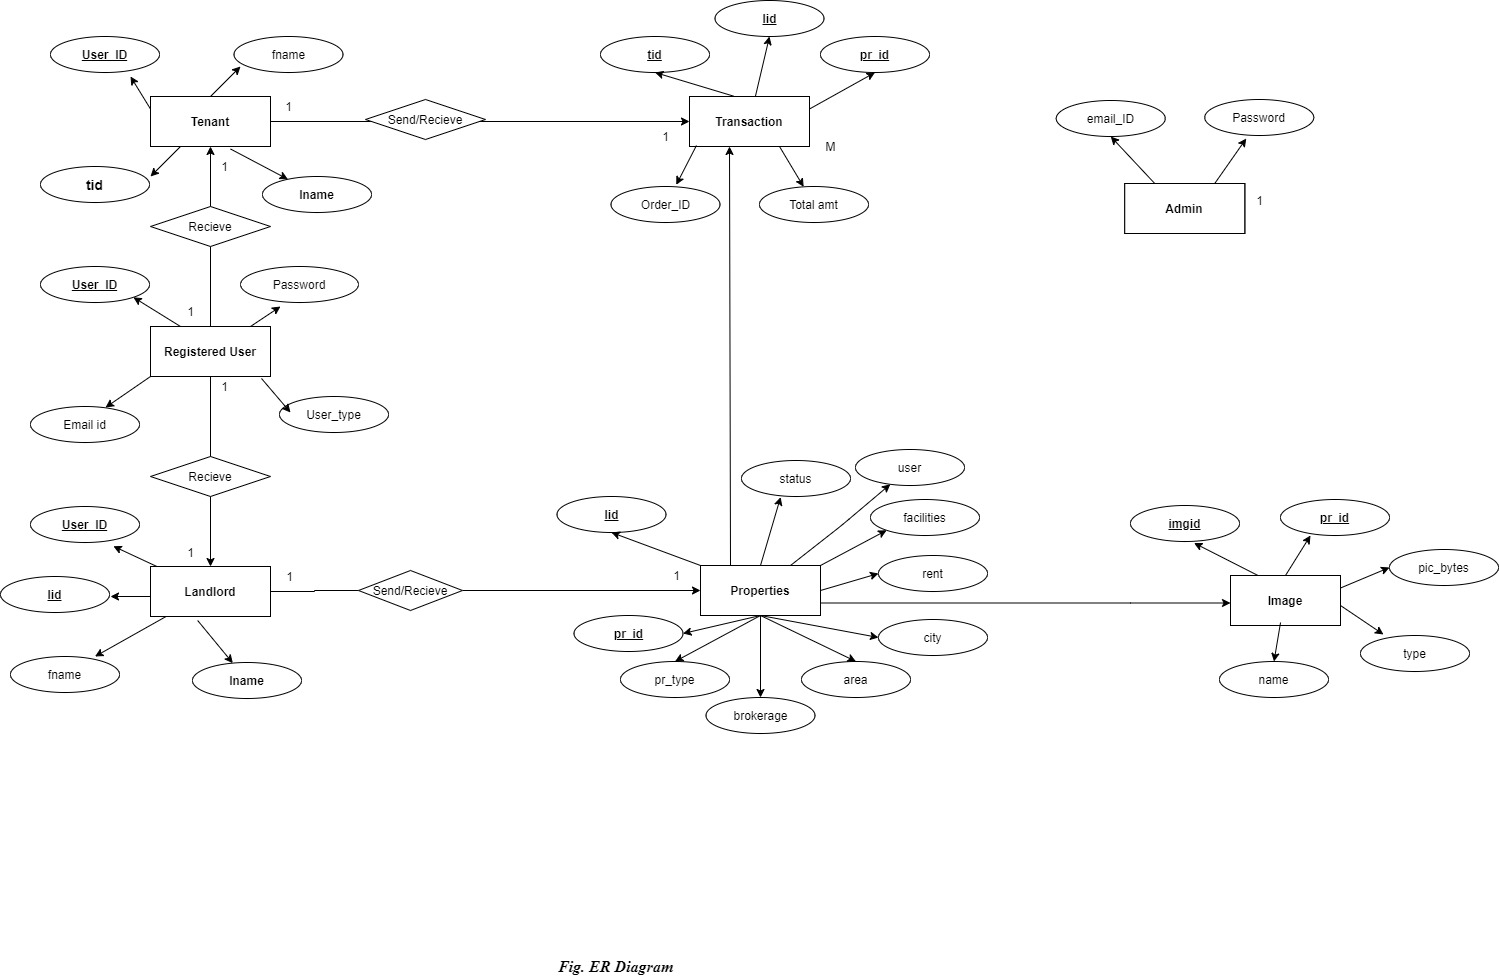 lid
User_ID
fname
tid
pr_id
Tenant
1
Send/Recieve
Transaction
1
M
email_ID
Password
Admin
1
tid
1
lname
Order_ID
Total amt
Recieve
User_ID
Password
1
Registered User
1
Email id
User_type
Recieve
status
user
lid
facilities
User_ID
1
imgid
pr_id
lid
Landlord
1
Send/Recieve
1
Properties
rent
Image
pic_bytes
pr_id
city
type
fname
lname
pr_type
area
name
brokerage
Fig. ER Diagram